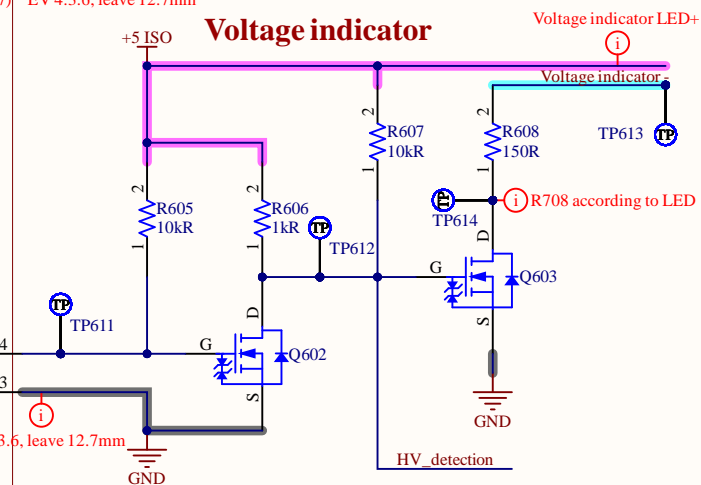 EV 4.5.6, leave 12.7mm
Voltage indicator
Voltage indicator LED+
+5 ISO
i
Voltage indicator -
2
R607
10kR
1
2
R608
150R
1
TP
TP613
2
R605
10kR
1
2
R606
1kR
1
TP
TP612
TP
TP614
i
R708 according to LED
D
G
Q603
S
TP
TP611
D
G
Q602
S
4
3
i
3.6, leave 12.7mm
GND
GND
HV_detection